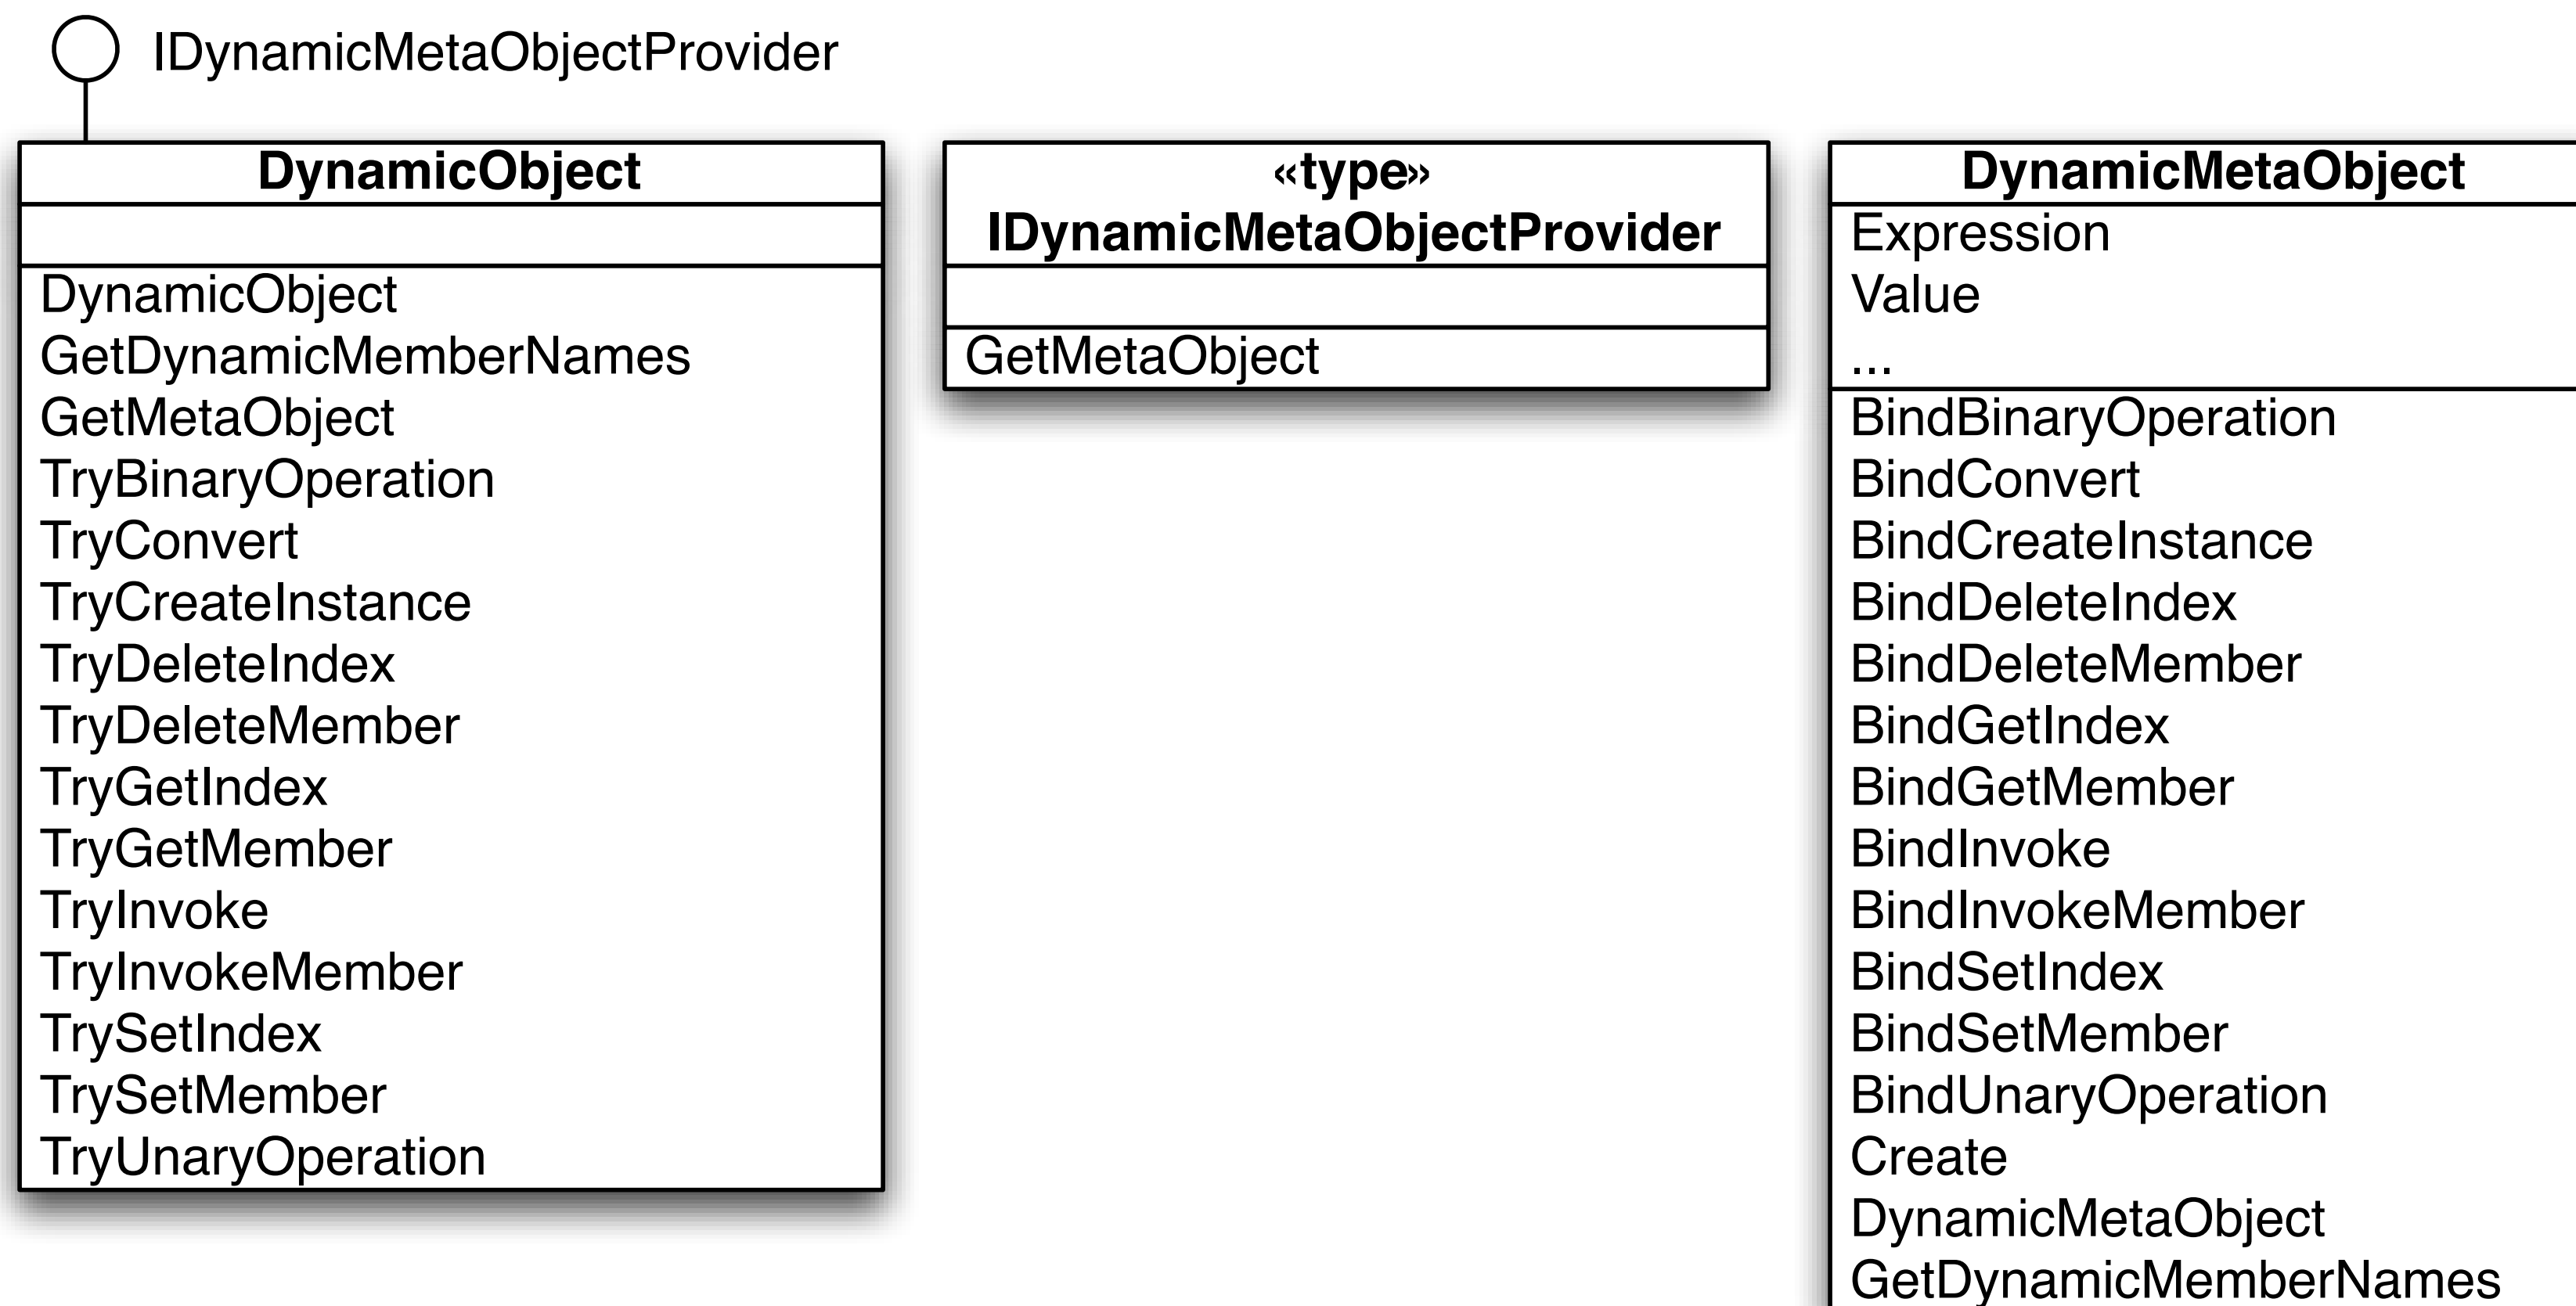 IDynamicMetaObjectProvider
DynamicObject
DynamicObject
GetDynamicMemberNames
GetMetaObject
TryBinaryOperation
TryConvert
TryCreateInstance
TryDeleteIndex
TryDeleteMember
TryGetIndex
TryGetMember
TryInvoke
TryInvokeMember
TrySetIndex
TrySetMember
TryUnaryOperation
«type»
IDynamicMetaObjectProvider
GetMetaObject
DynamicMetaObject
Expression
Value
...
BindBinaryOperation
BindConvert
BindCreateInstance
BindDeleteIndex
BindDeleteMember
BindGetIndex
BindGetMember
BindInvoke
BindInvokeMember
BindSetIndex
BindSetMember
BindUnaryOperation
Create
DynamicMetaObject
GetDynamicMemberNames